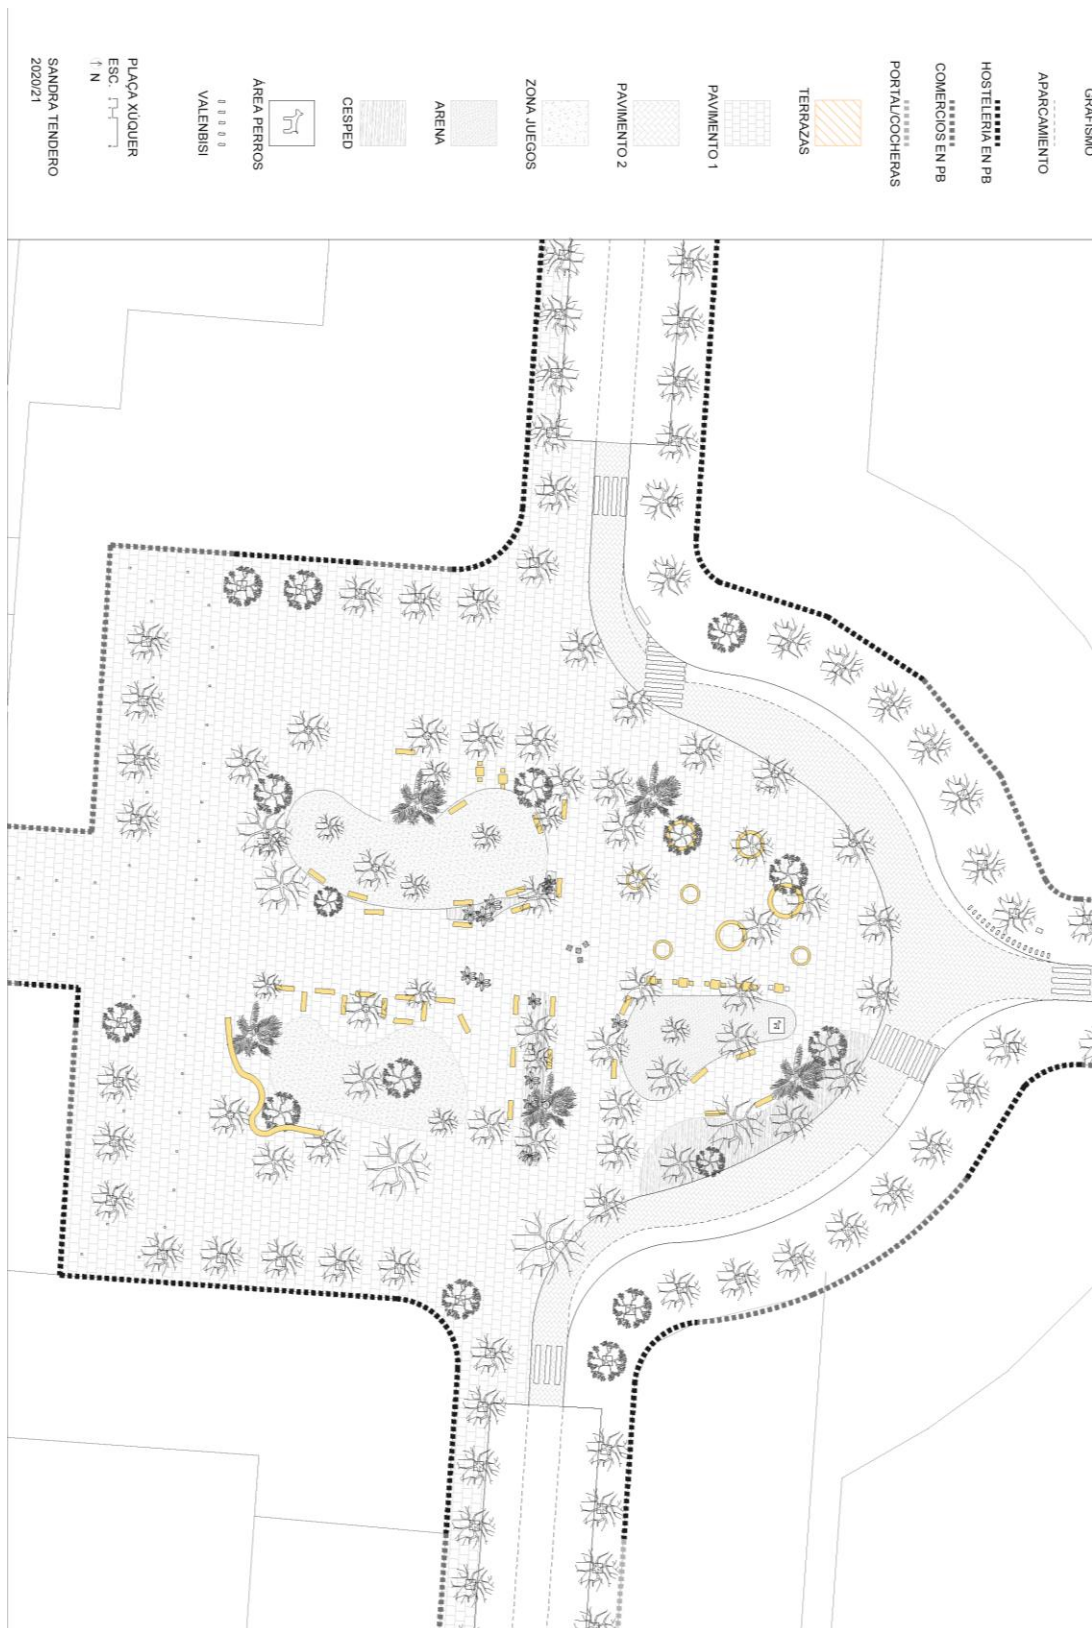 GRAFISMO
APARCAMIENTO
HOSTELERIA EN PB
COMERCIOS EN PB
PORTAL/COCHERAS
TERRAZAS
PAVIMENTO 1
PAVIMENTO 2
ZONA JUEGOS
ARENA
CESPED
ÁREA PERROS
VALENBISI
PLAÇA XÚQUER
ESC.
N
SANDRA TENDERO
2020/21